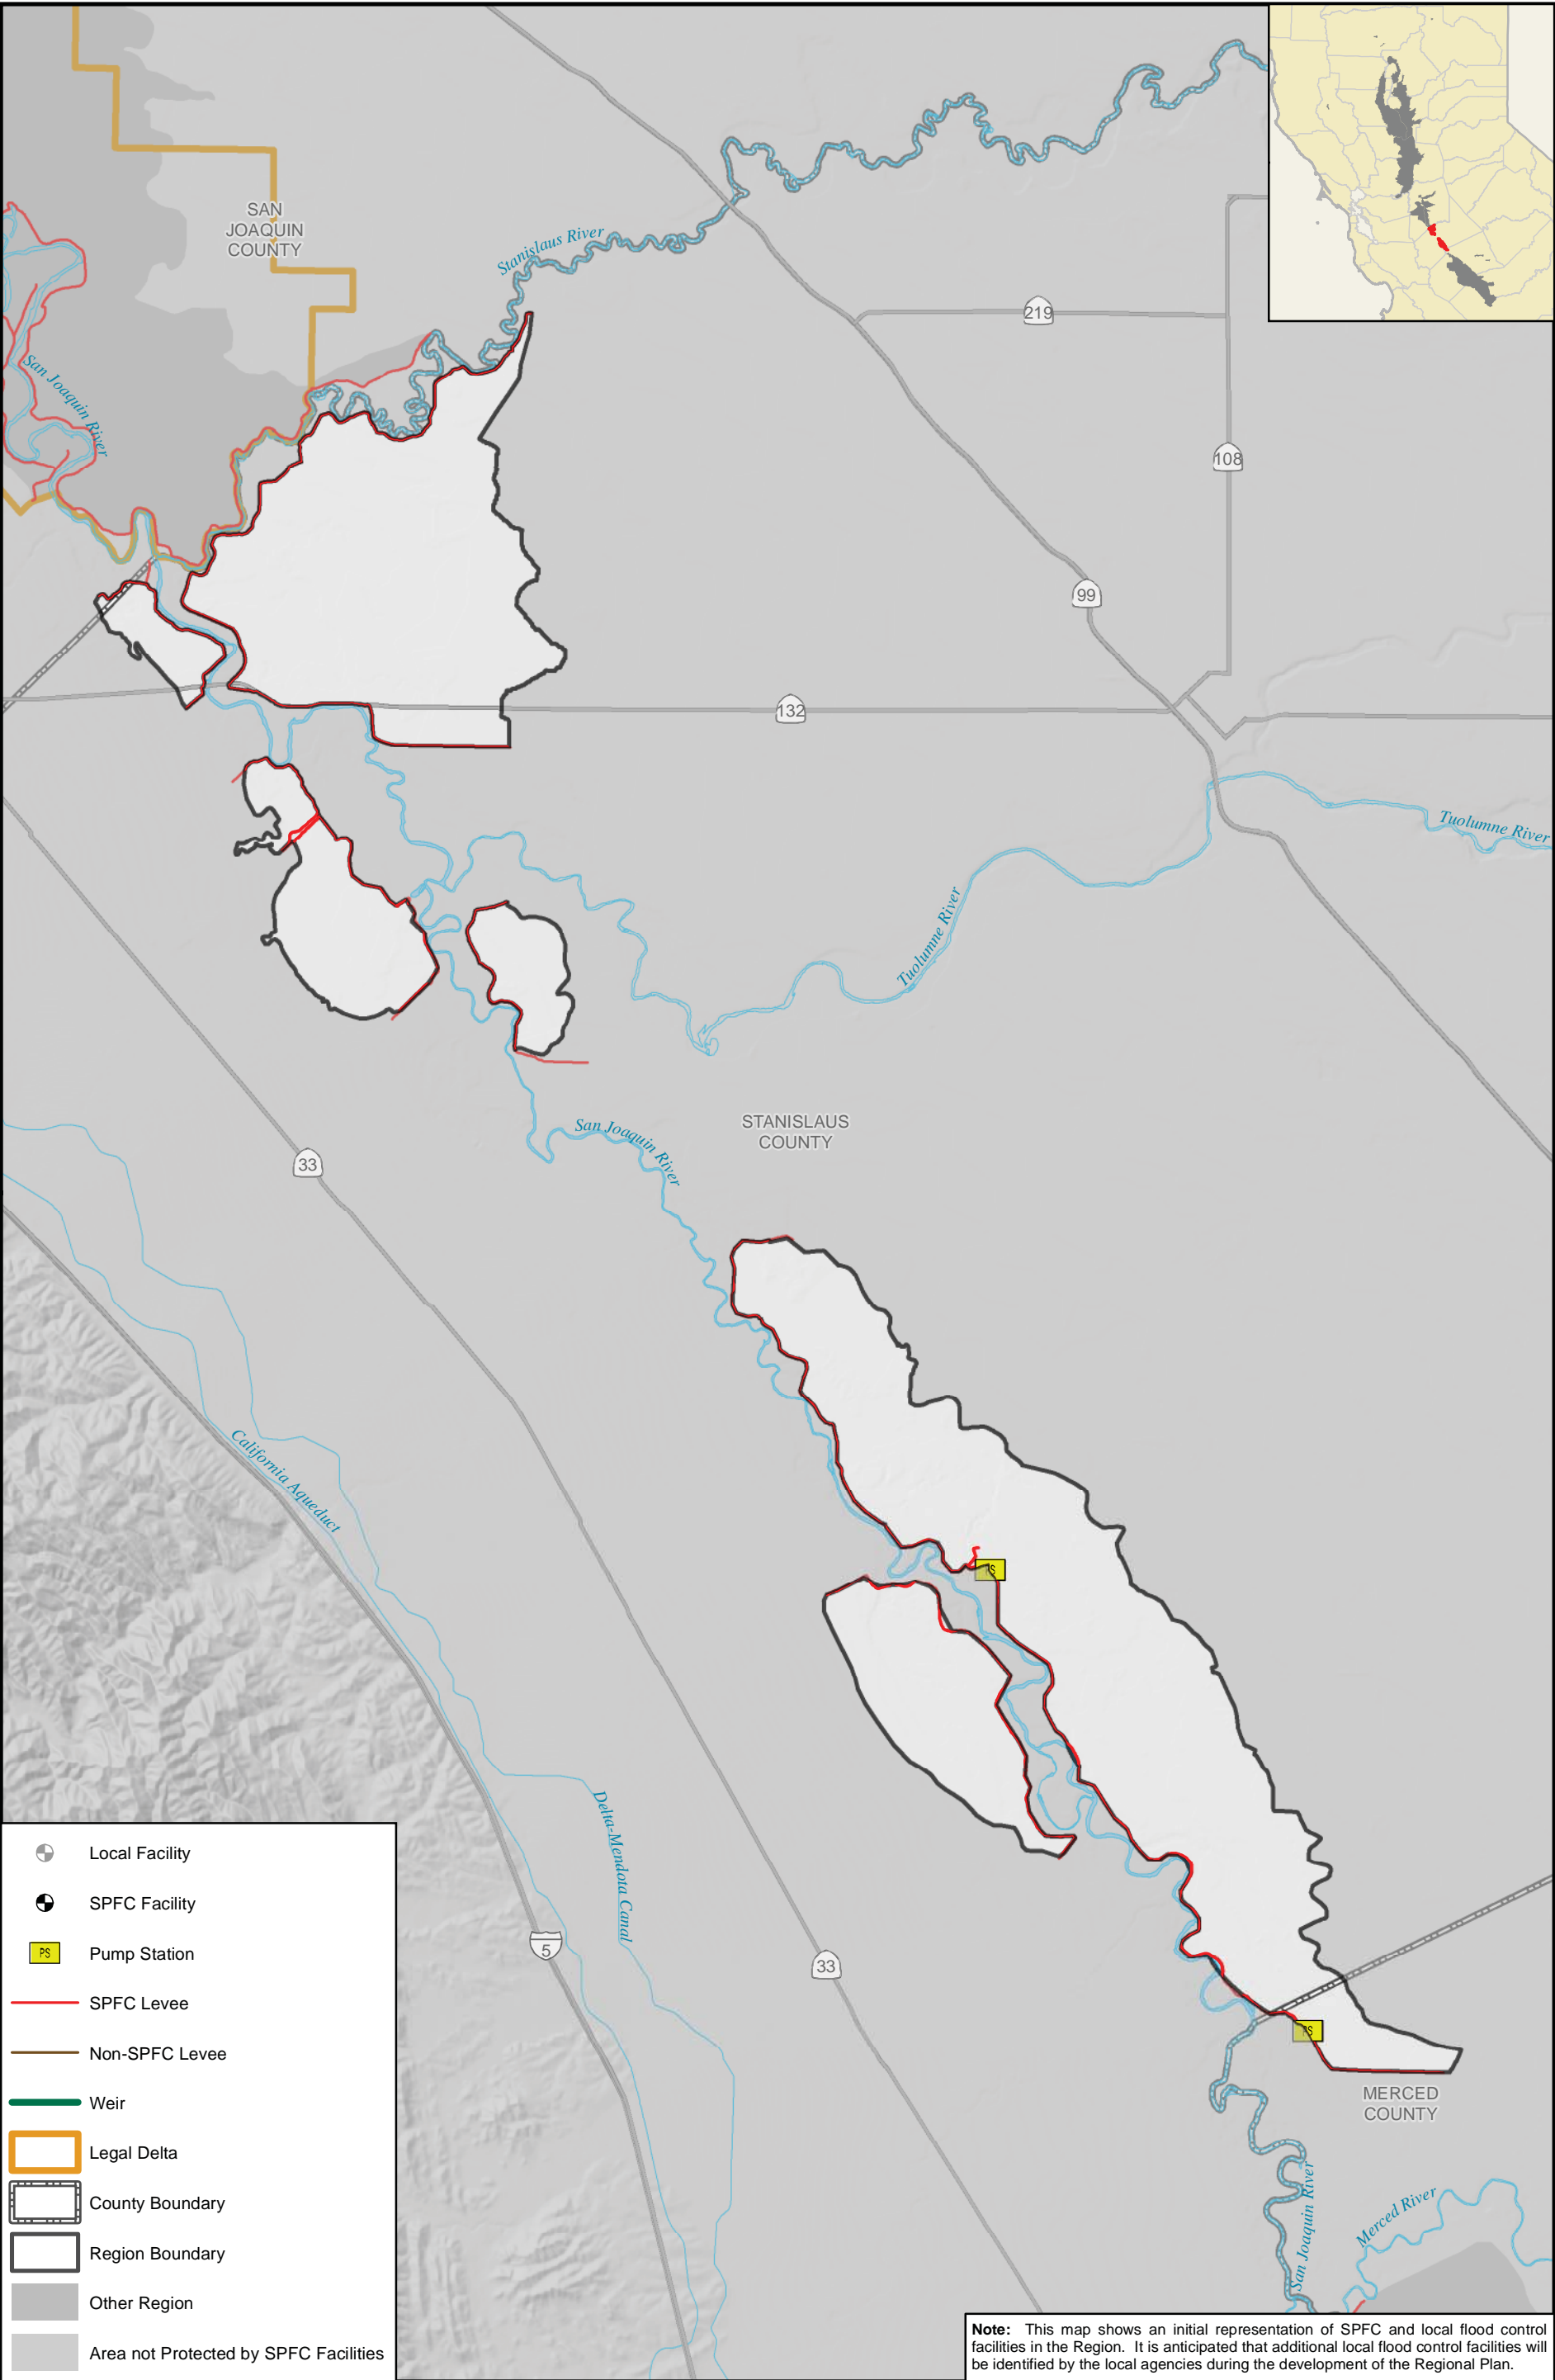 SAN
JOAQUIN
COUNTY
Stanislaus River
219
San Joaquin River
108
99
132
Tuolumne River
Tuolumne River
STANISLAUS
COUNTY
San Joaquin River
33
California Aqueduct
PS
Delta-Mendota Canal
5
33
PS
MERCED
COUNTY
San Joaquin River
Merced River
Local Facility
SPFC Facility
PS
Pump Station
SPFC Levee
Non-SPFC Levee
Weir
Legal Delta
County Boundary
Region Boundary
Other Region
Area not Protected by SPFC Facilities
Note: This map shows an initial representation of SPFC and local flood control
facilities in the Region. It is anticipated that additional local flood control facilities will
be identified by the local agencies during the development of the Regional Plan.